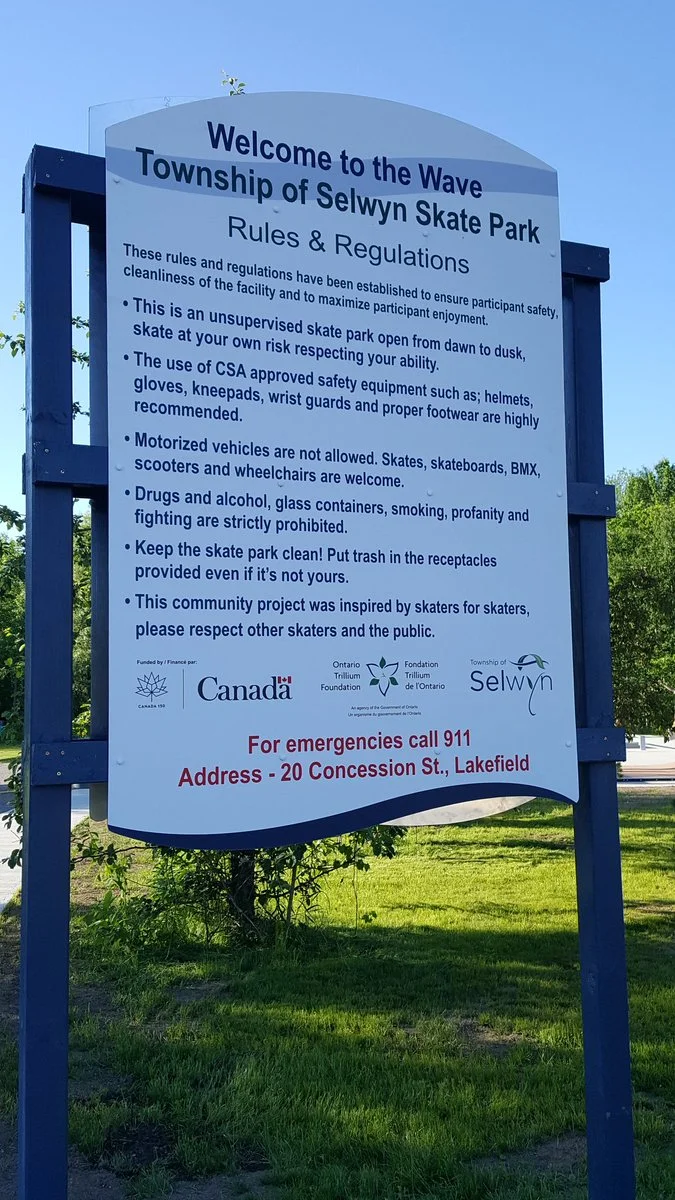 Welcome to the Wave
Township of Selwyn Skate Park
Rules & Regulations
These rules and regulations have been established to ensure participant safety,
cleanliness of the facility and to maximize participant enjoyment.
• This is an unsupervised skate park open from dawn to dusk,
skate at your own risk respecting your ability.
• The use of CSA approved safety equipment such as; helmets,
gloves, kneepads, wrist guards and proper footwear are highly
recommended.
• Motorized vehicles are not allowed. Skates, skateboards, BMX,
scooters and wheelchairs are welcome.
• Drugs and alcohol, glass containers, smoking, profanity and
fighting are strictly prohibited.
• Keep the skate park clean! Put trash in the receptacles
provided even if it's not yours.
• This community project was inspired by skaters for skaters,
please respect other skaters and the public.
Funded by / Financé par:
CANADA 150
Canada
Ontario
Trillium
Foundation
Fondation
Trillium
de l'Ontario
An agency of the Government of Ontario
Un organisme du gouvernement de l'Ontario
Township of
Selwyn
For emergencies call 911
Address - 20 Concession St., Lakefield